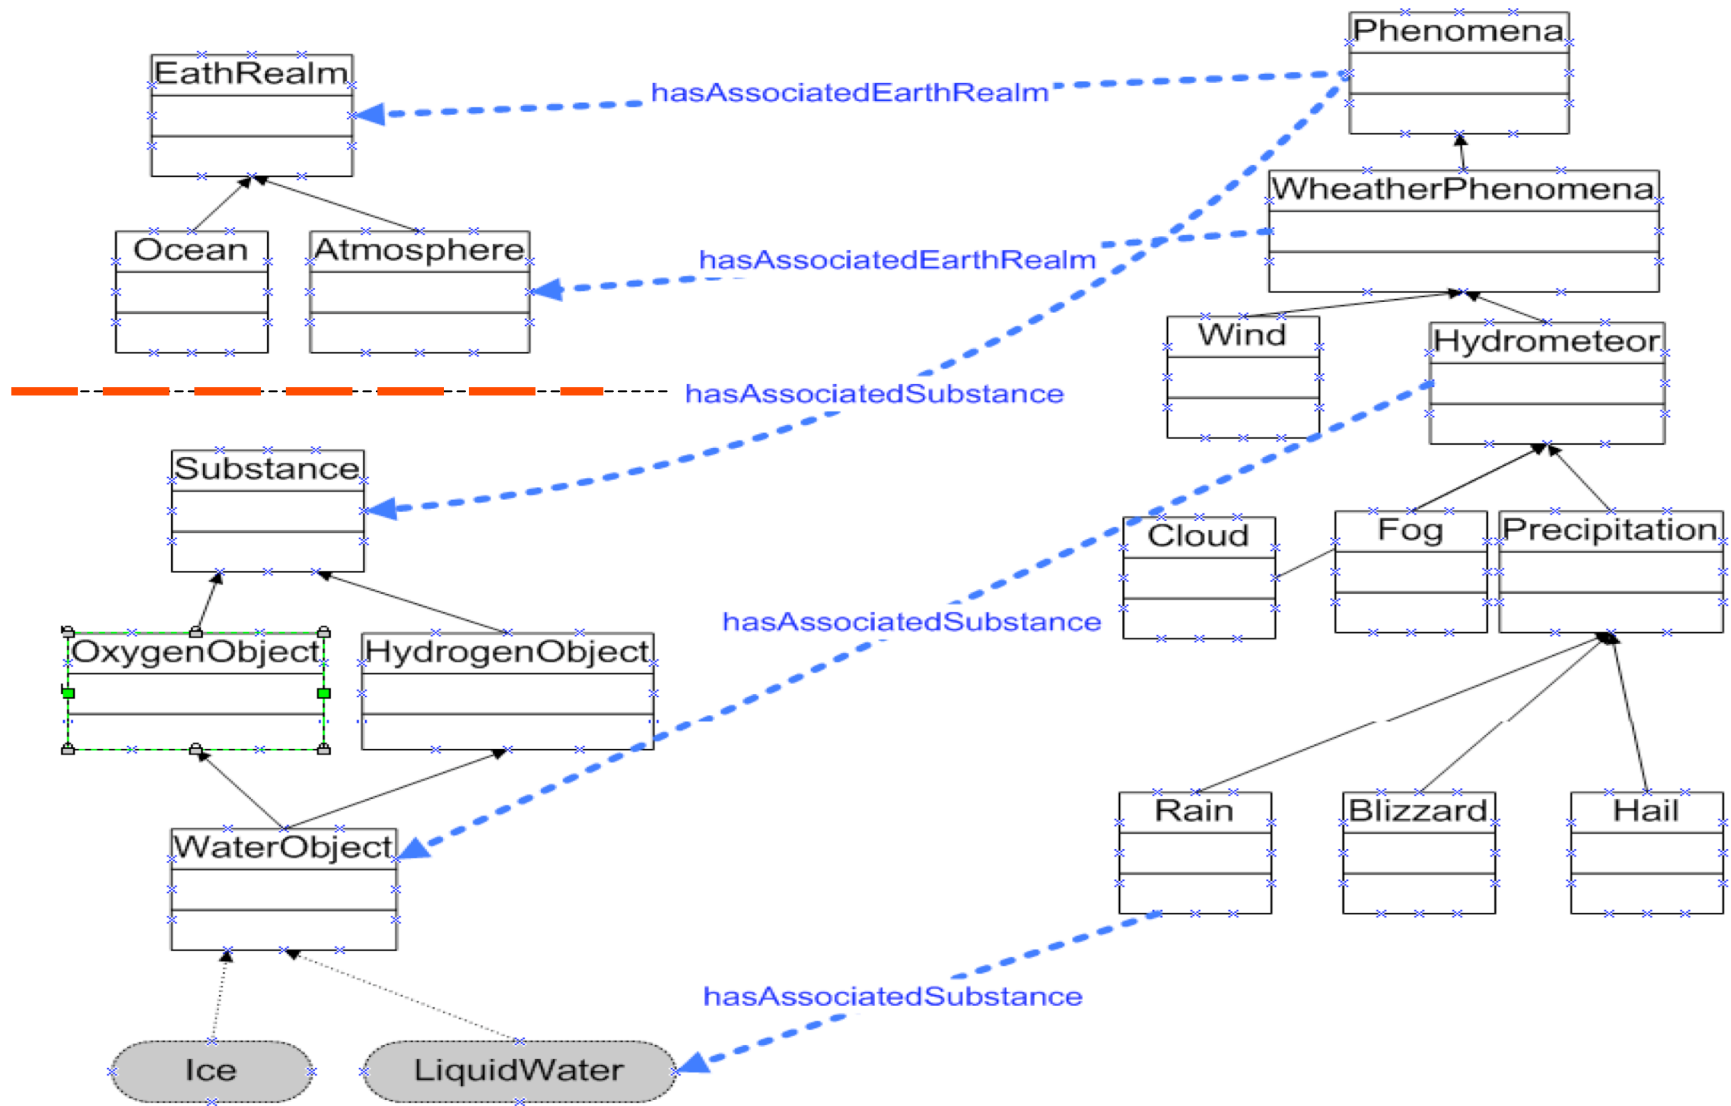 Phenomena
EathRealm
hasAssociatedEarthRealm
WheatherPhenomena
Ocean
Atmosphere
hasAssociatedEarthRealm
Wind
Hydrometeor
hasAssociatedSubstance
Substance
Cloud
Fog
Precipitation
hasAssociatedSubstance
OxygenObject
HydrogenObject
Rain
Blizzard
Hail
WaterObject
hasAssociatedSubstance
Ice
LiquidWater